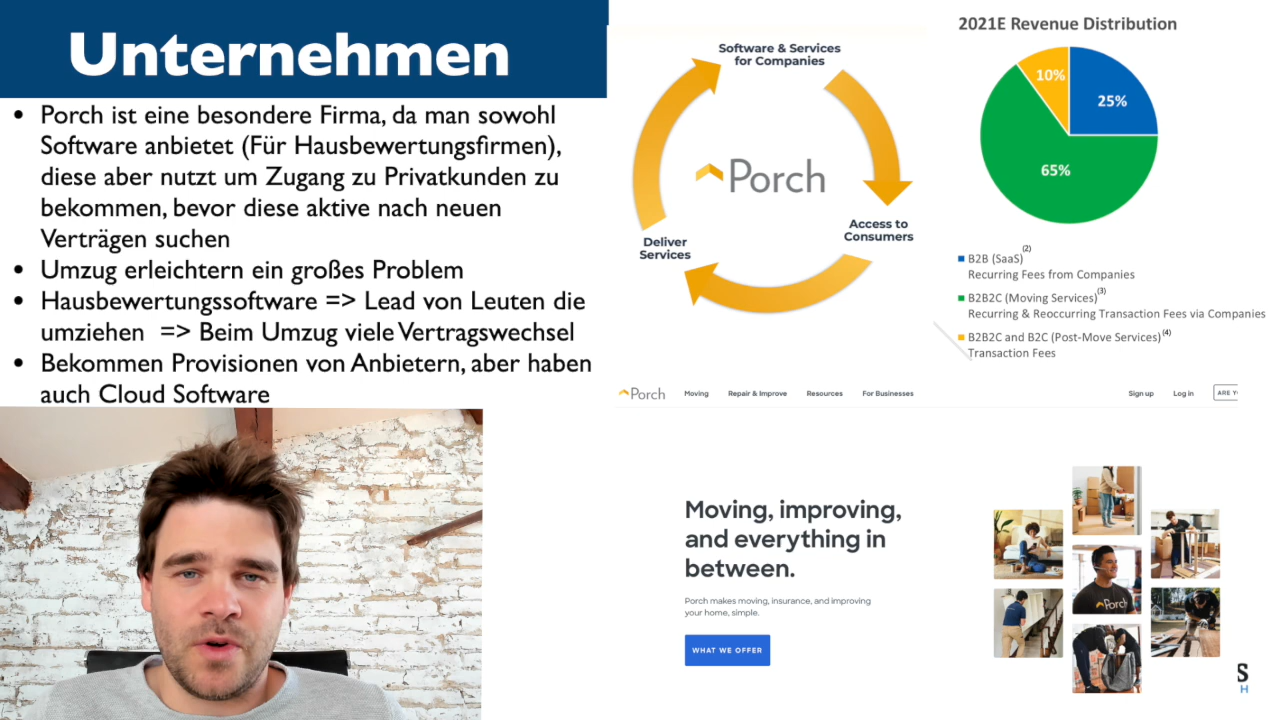 Unternehmen
• Porch ist eine besondere Firma, da man sowohl
Software anbietet (Für Hausbewertungsfirmen),
diese aber nutzt um Zugang zu Privatkunden zu
bekommen, bevor diese aktive nach neuen
Verträgen suchen
• Umzug erleichtern ein großes Problem
• Hausbewertungssoftware => Lead von Leuten die
umziehen => Beim Umzug viele Vertragswechsel
• Bekommen Provisionen von Anbietern, aber haben
auch Cloud Software
Software & Services
for Companies
Porch
Access to
Consumers
Deliver
Services
2021E Revenue Distribution
10%
25%
65%
B2B (SaaS)(2)
Recurring Fees from Companies
B2B2C (Moving Services)(3)
Recurring & Reoccurring Transaction Fees via Companies
B2B2C and B2C (Post-Move Services)(4)
Transaction Fees
Porch Moving Repair & Improve Resources For Businesses Sign up Log in ARE
Moving, improving,
and everything in
between.
Porch makes moving, insurance, and improving
your home, simple.
WHAT WE OFFER
Porch
S
H